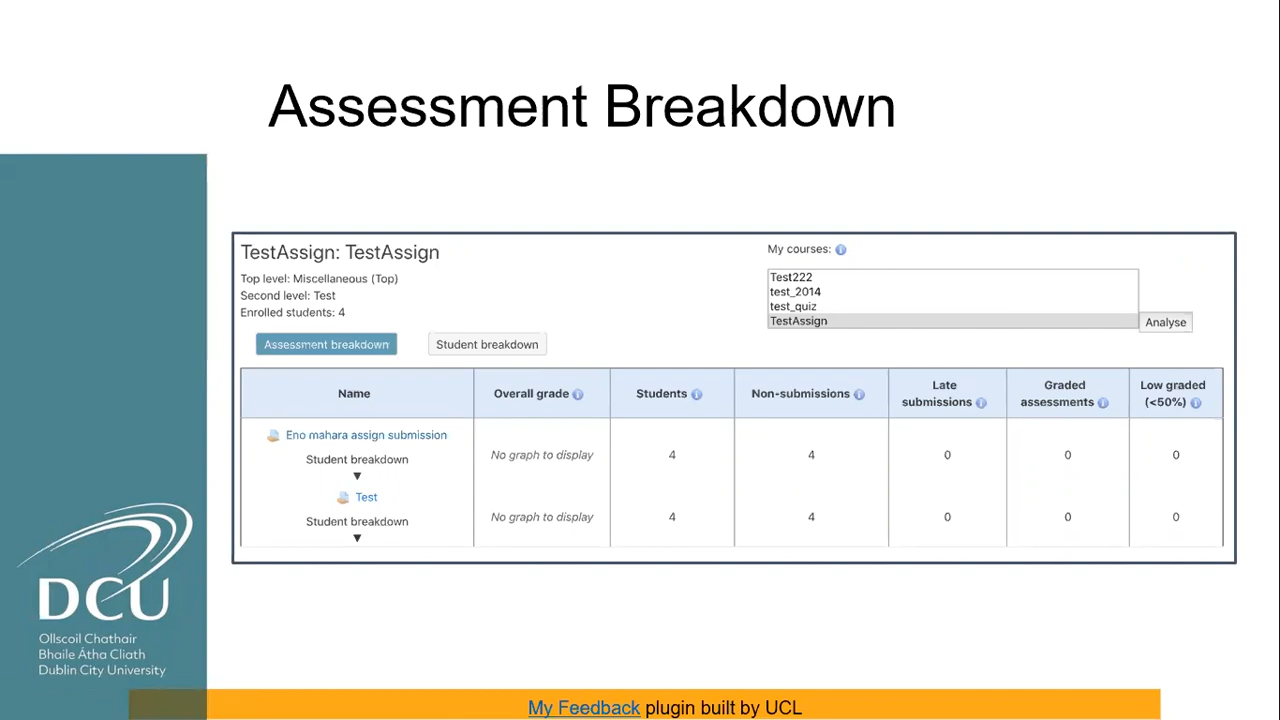 Assessment Breakdown
TestAssign: TestAssign
Top level: Miscellaneous (Top)
Second level: Test
Enrolled students: 4
My courses:
Test222
test_2014
test_quiz
TestAssign
Analyse
Assessment breakdown
Student breakdown
Name
Overall grade
Students
Non-submissions
Late
submissions
Graded
assessments
Low graded
(<50%)
Eno mahara assign submission
Student breakdown
▼
No graph to display
4
4
0
0
0
Test
Student breakdown
▼
No graph to display
4
4
0
0
0
DCU
Ollscoil Chathair
Bhaile Átha Cliath
Dublin City University
My Feedback plugin built by UCL